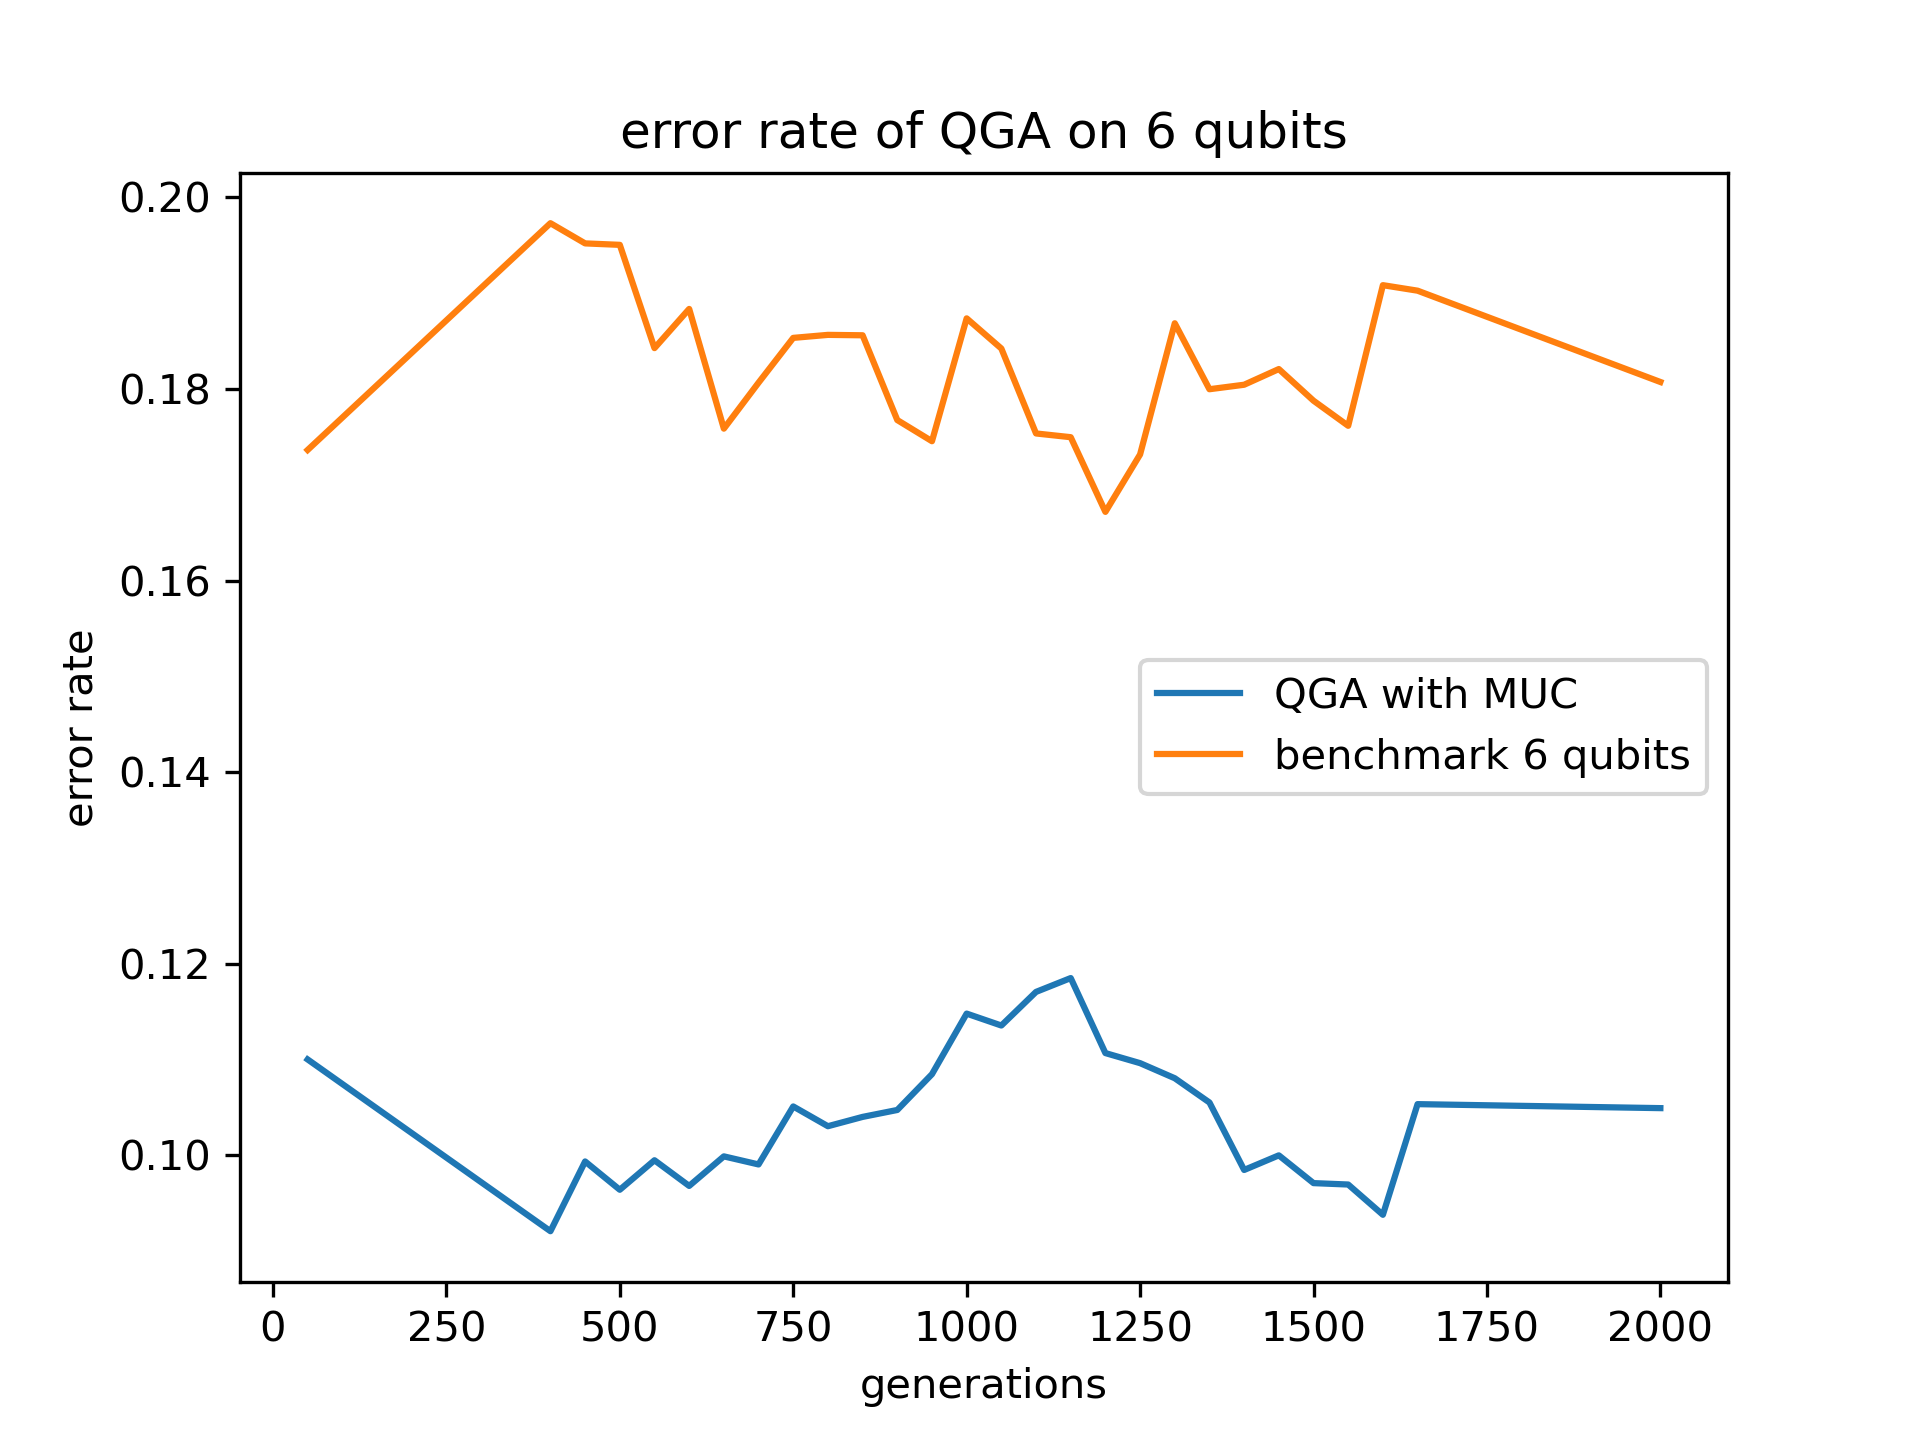 error rate of QGA on 6 qubits
0.20
0.18
0.16
0.14
0.12
0.10
error rate
QGA with MUC
benchmark 6 qubits
0 250 500 750 1000 1250 1500 1750 2000
generations